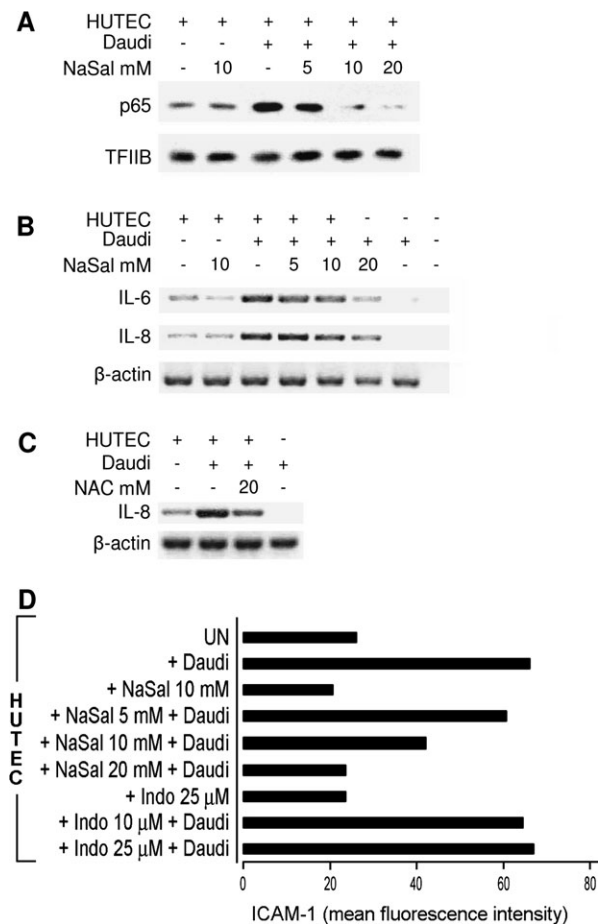 A
HUTEC + + + + + +
Daudi - - + + + +
NaSal mM - 10 - 5 10 20
p65
TFIIB
B
HUTEC + + + + + - - -
Daudi - - + + + + + -
NaSal mM - 10 - 5 10 20 - -
IL-6
IL-8
β-actin
C
HUTEC + + + -
Daudi - + + +
NAC mM - - 20 -
IL-8
β-actin
D
HUTEC
UN
+ Daudi
+ NaSal 10 mM
+ NaSal 5 mM + Daudi
+ NaSal 10 mM + Daudi
+ NaSal 20 mM + Daudi
+ Indo 25 μM
+ Indo 10 μM + Daudi
+ Indo 25 μM + Daudi
0 20 40 60 80
ICAM-1 (mean fluorescence intensity)